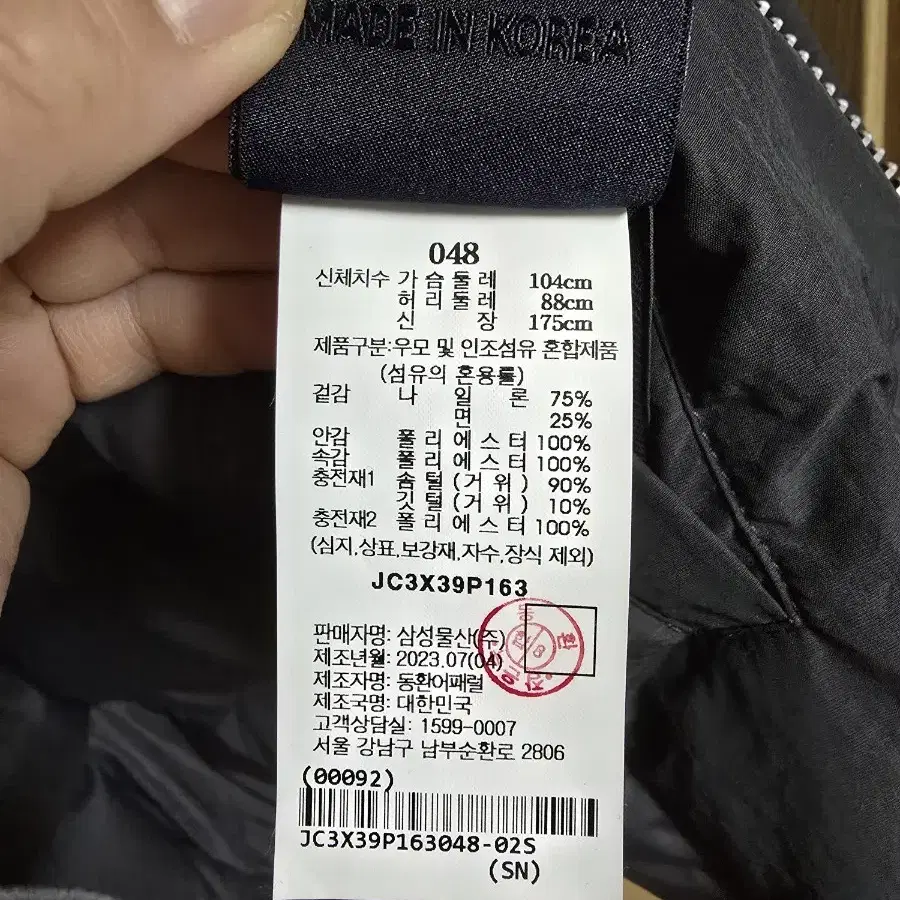 MADE IN KOREA
048
신체치수 가 슴 둘 레 104cm
허 리 둘 레 88cm
신 장 175cm
제품구분:우모 및 인조섬유 혼합제품
(섬유의 혼용률)
겉감 나 일 론 75%
면 25%
안감 폴 리 에 스 터 100%
속감 폴 리 에 스 터 100%
충전재1 솜 털 (거 위) 90%
깃 털 (거 위) 10%
충전재2 폴 리 에 스 터 100%
(심지,상표,보강재,자수,장식 제외)
JC3X39P163
판매자명: 삼성물산(주)
제조년월: 2023.07(04)
제조자명: 동환어패럴
제조국명: 대한민국
고객상담실: 1599-0007
서울 강남구 남부순환로 2806
(00092)
JC3X39P163048-02S
(SN)